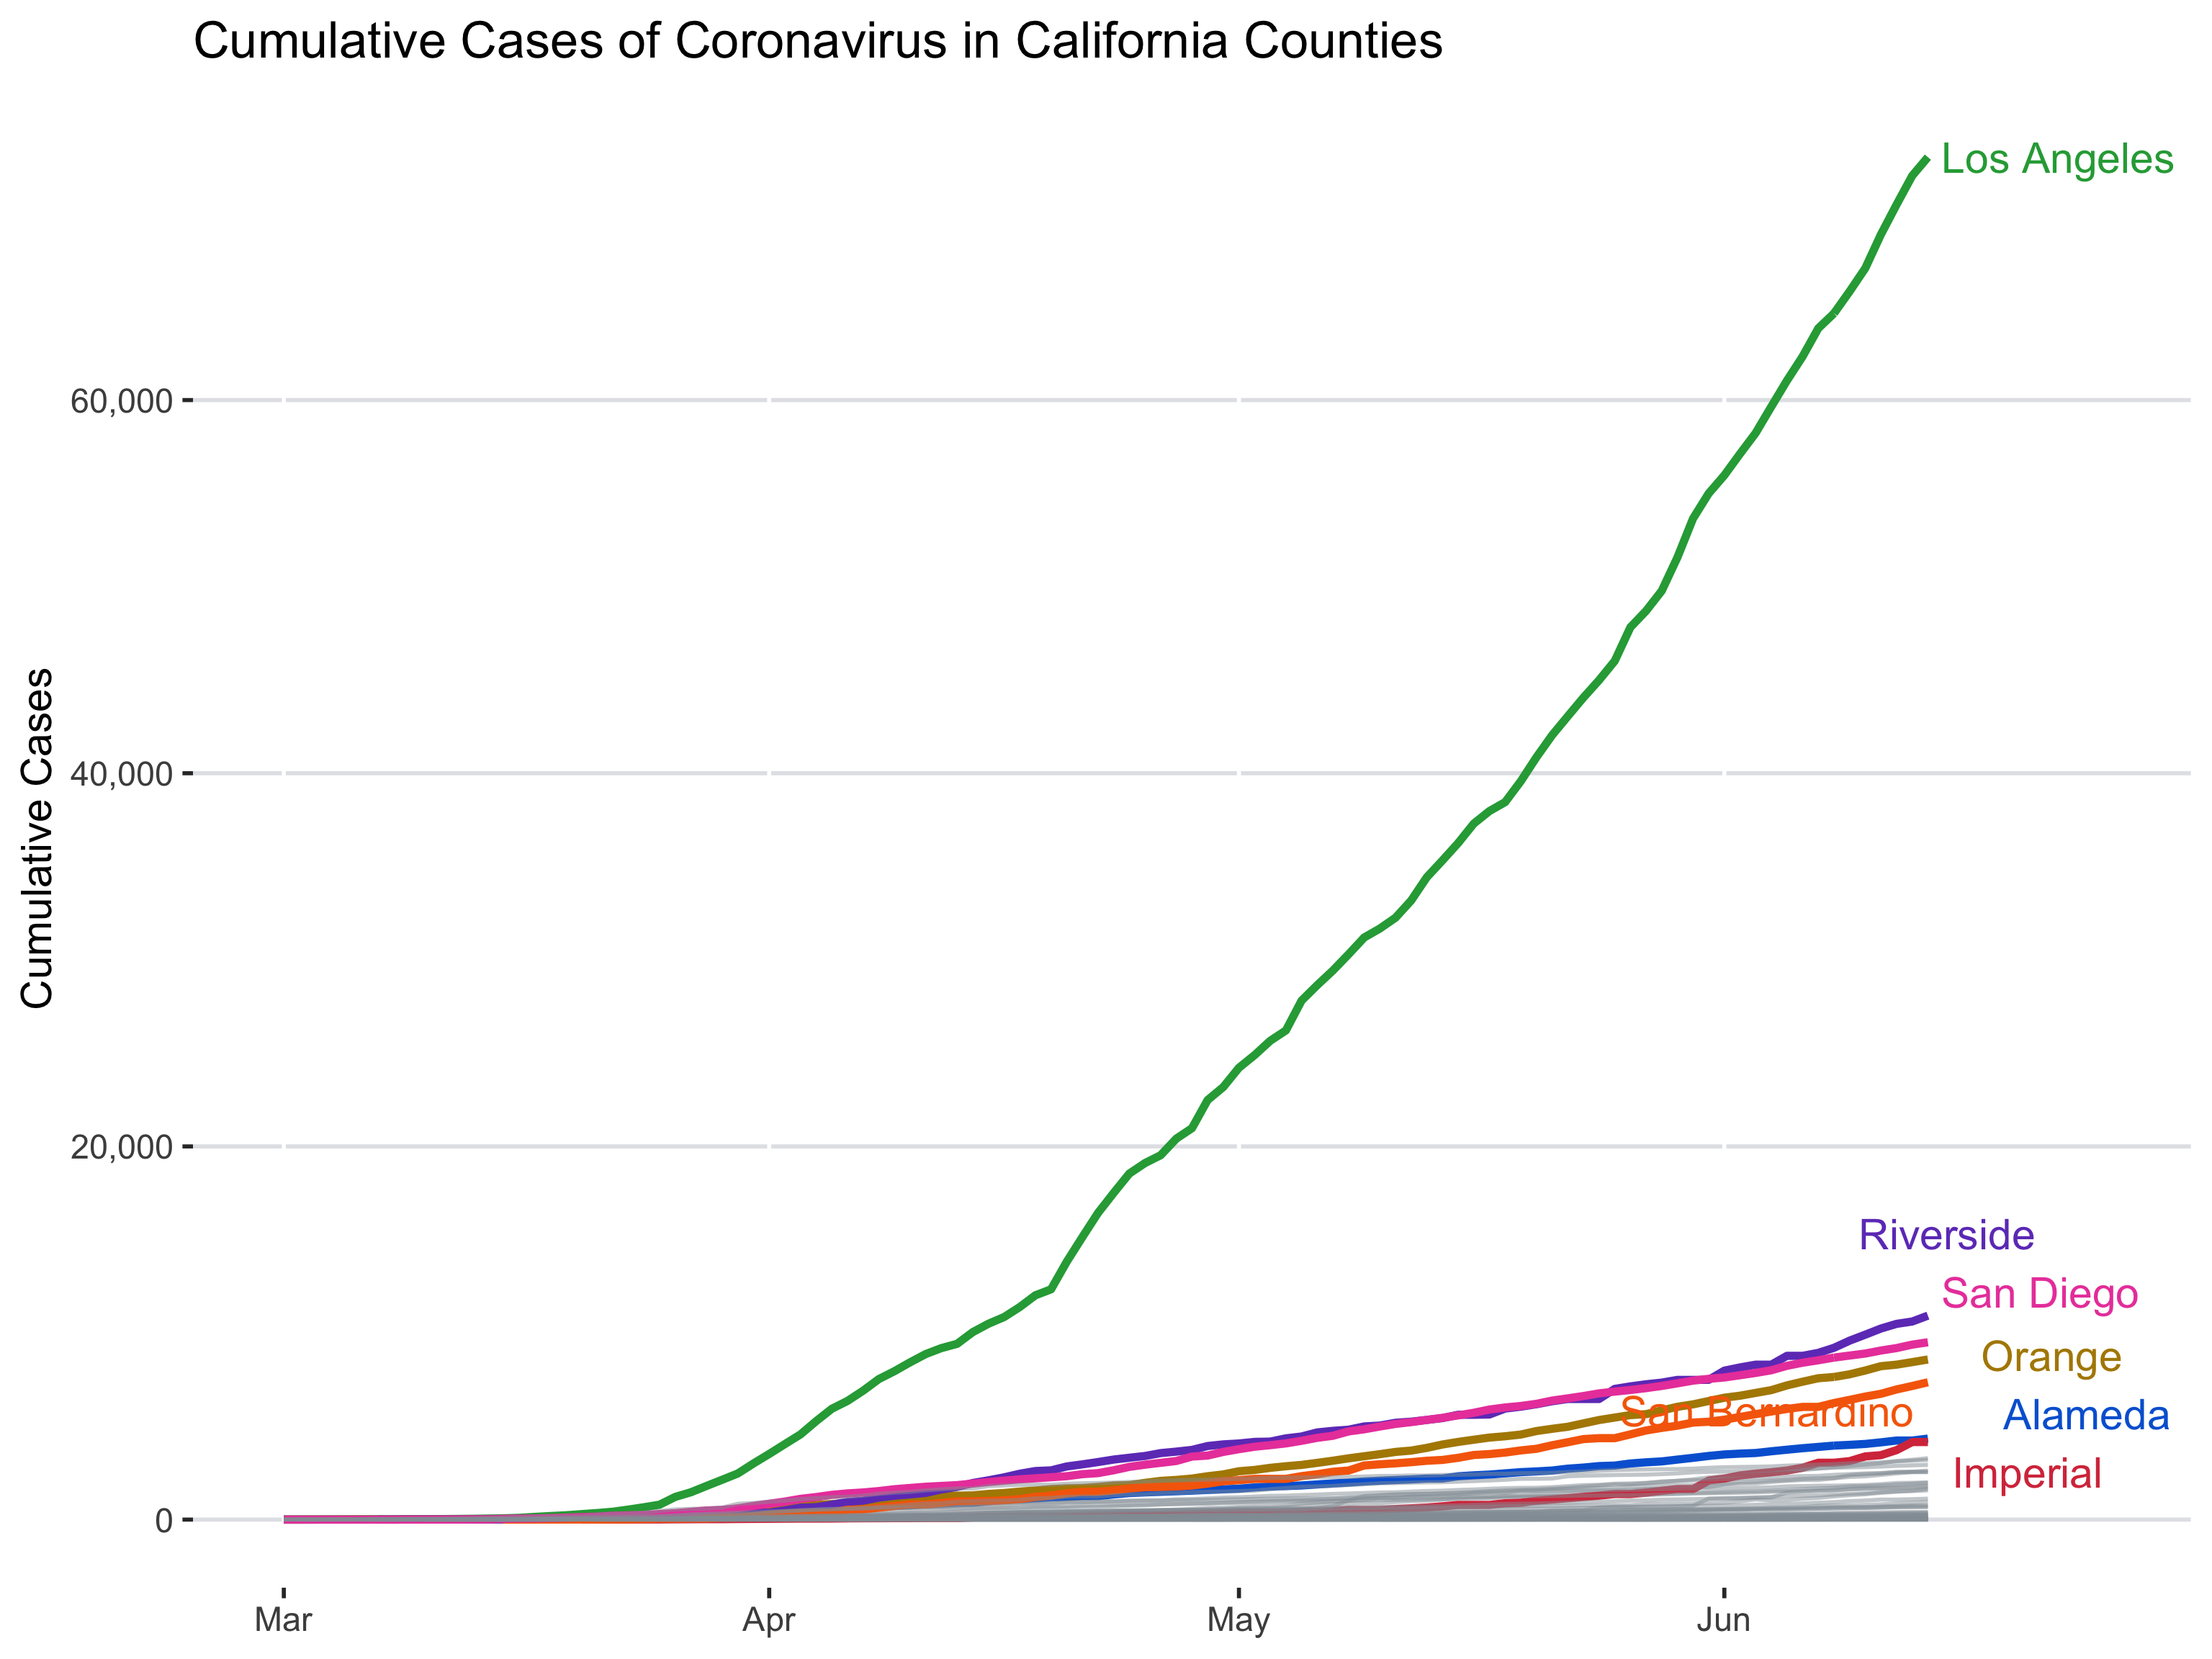 Cumulative Cases of Coronavirus in California Counties
Los Angeles
60,000
Cumulative Cases
40,000
20,000
Riverside
San Diego
Orange
San Bernardino
Alameda
Imperial
0
Mar
Apr
May
Jun